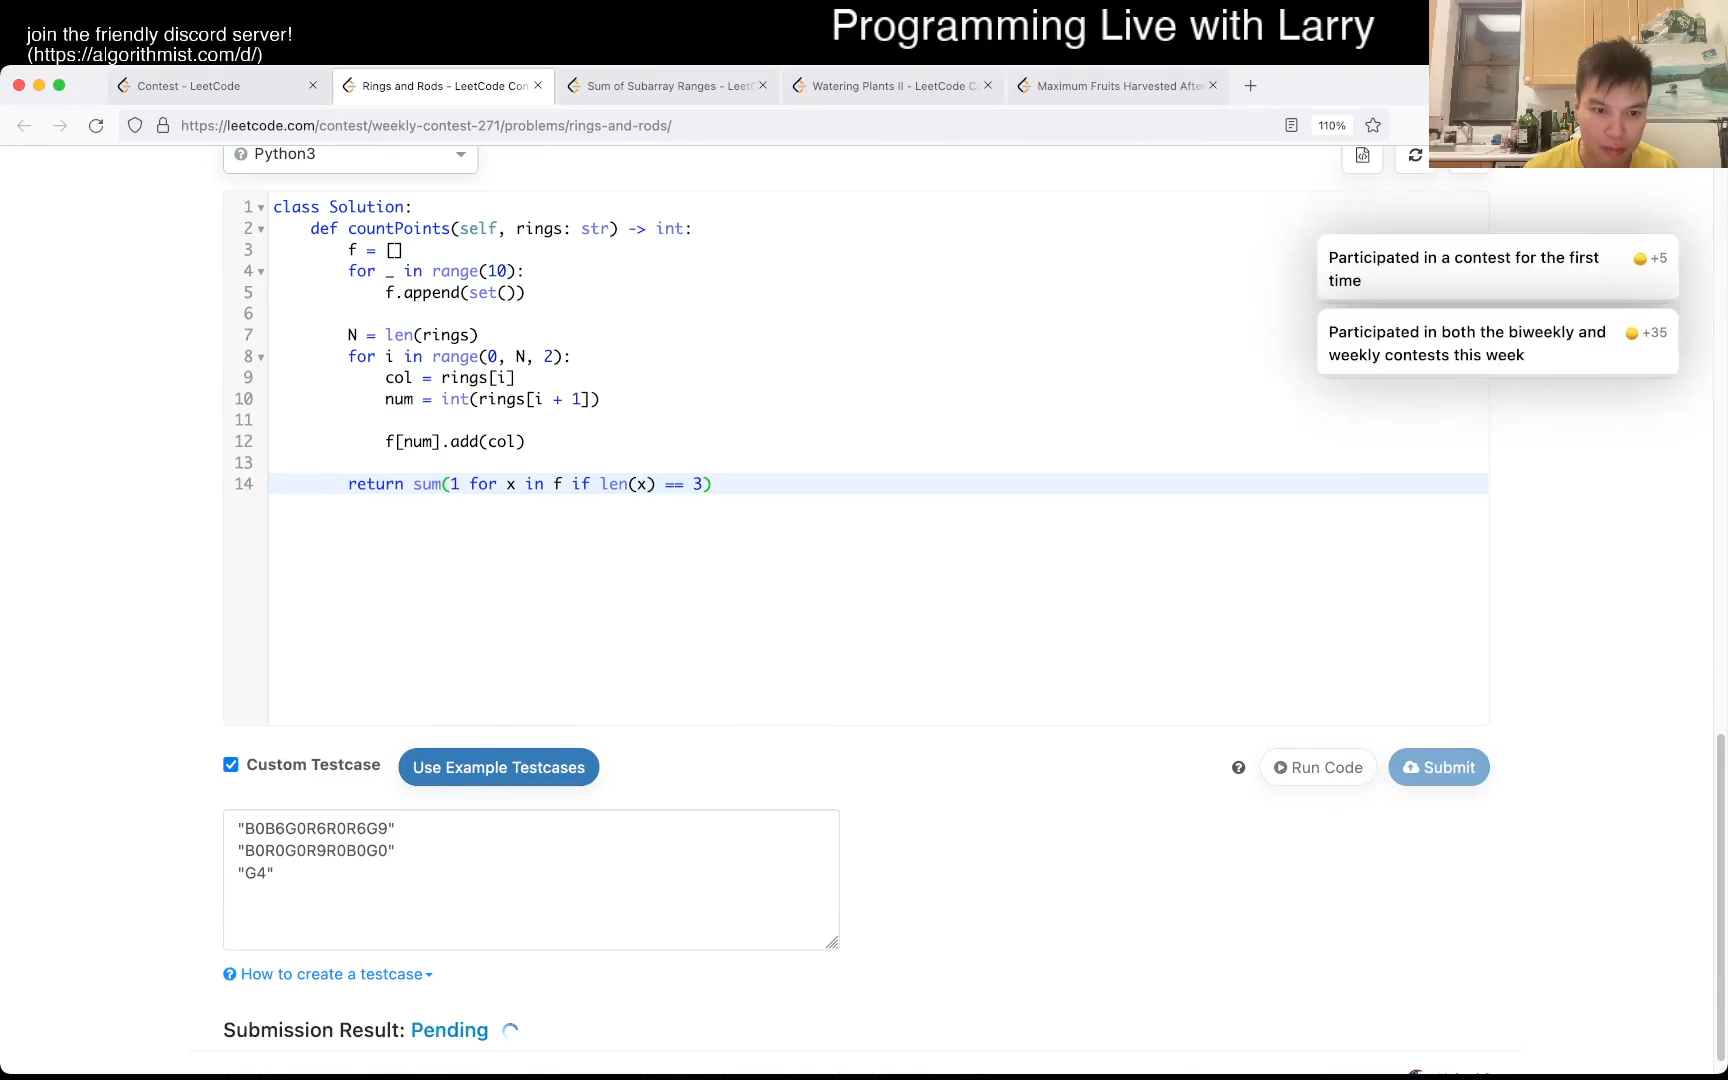 join the friendly discord server!
(https://algorithmist.com/d/)
Programming Live with Larry
Contest - LeetCode
Rings and Rods - LeetCode Con
Sum of Subarray Ranges - LeetC
Watering Plants II - LeetCode Co
Maximum Fruits Harvested After
https://leetcode.com/contest/weekly-contest-271/problems/rings-and-rods/
110%
Python3
1 class Solution:
2 def countPoints(self, rings: str) -> int:
3 f = []
4 for _ in range(10):
5 f.append(set())
6
7 N = len(rings)
8 for i in range(0, N, 2):
9 col = rings[i]
10 num = int(rings[i + 1])
11
12 f[num].add(col)
13
14 return sum(1 for x in f if len(x) == 3)
Participated in a contest for the first
time
+5
Participated in both the biweekly and
weekly contests this week
+35
Custom Testcase
Use Example Testcases
Run Code
Submit
"B0B6G0R6R0R6G9"
"B0R0G0R9R0B0G0"
"G4"
How to create a testcase
Submission Result: Pending